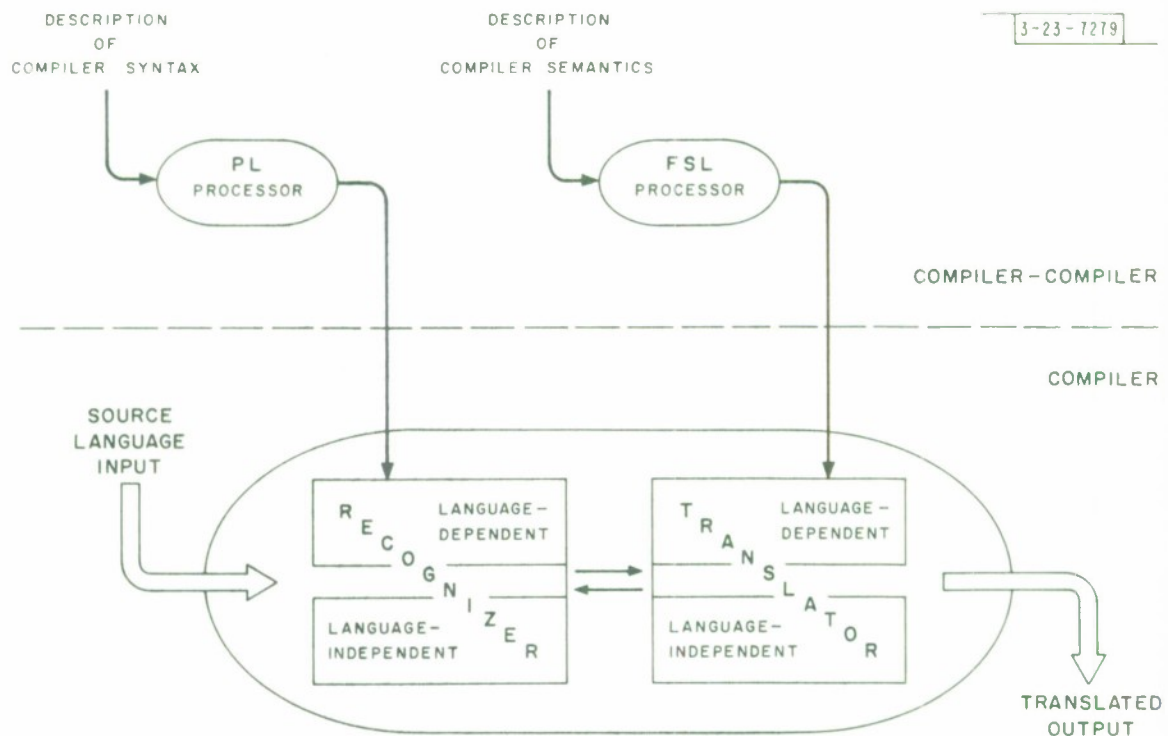 DESCRIPTION
OF
COMPILER SYNTAX
DESCRIPTION
OF
COMPILER SEMANTICS
3-23-7279
PL
PROCESSOR
FSL
PROCESSOR
COMPILER-COMPILER
COMPILER
SOURCE
LANGUAGE
INPUT
RECOGNIZER
LANGUAGE-
DEPENDENT
LANGUAGE-
INDEPENDENT
TRANSLATOR
LANGUAGE-
DEPENDENT
LANGUAGE-
INDEPENDENT
TRANSLATED
OUTPUT